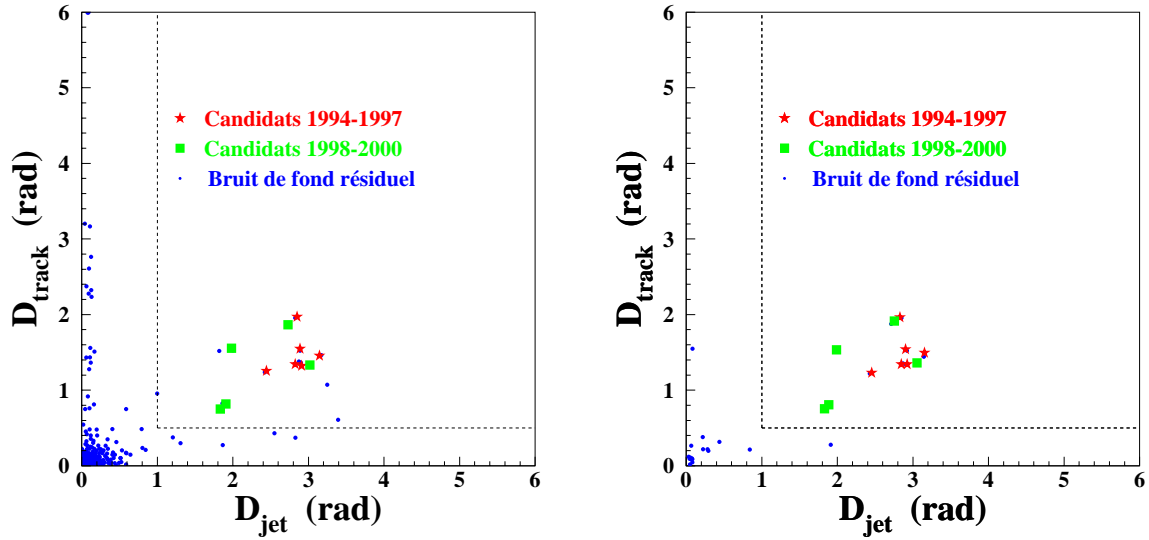 6
5
4
3
2
1
0
D_track (rad)
Candidats 1994-1997
Candidats 1998-2000
Bruit de fond résiduel
0 1 2 3 4 5 6
D_jet (rad)
6
5
4
3
2
1
0
D_track (rad)
Candidats 1994-1997
Candidats 1998-2000
Bruit de fond résiduel
0 1 2 3 4 5 6
D_jet (rad)